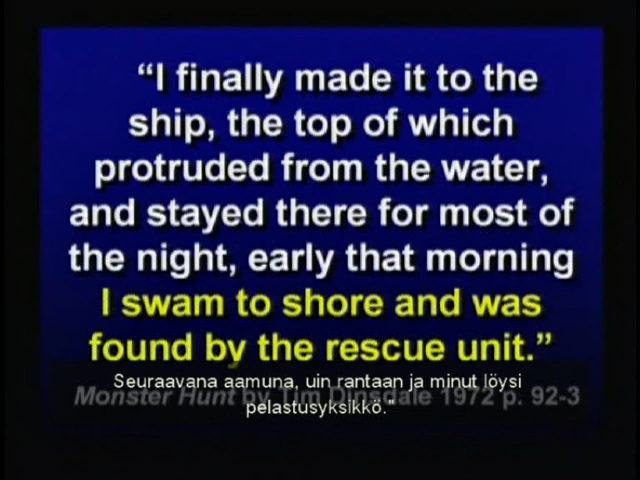 “I finally made it to the
ship, the top of which
protruded from the water,
and stayed there for most of
the night, early that morning
I swam to shore and was
found by the rescue unit.”
Seuraavana aamuna, uin rantaan ja minut löysi
Monster Hunt by Tim Dinsdale 1972 p. 92-3
pelastusyksikkö."